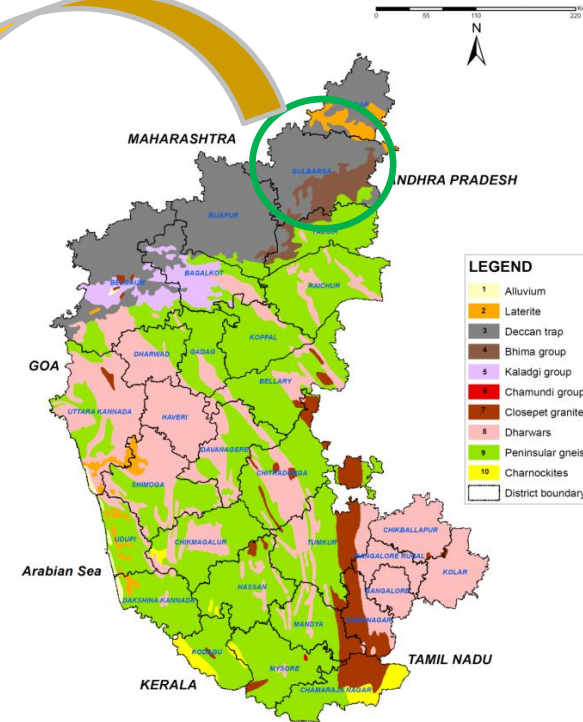 0 55 110 220 K
N
MAHARASHTRA
GULBARGA
ANDHRA PRADESH
BIJAPUR
BAGALKOT
RAICHUR
LEGEND
1 Alluvium
2 Laterite
3 Deccan trap
4 Bhima group
5 Kaladgi group
6 Chamundi group
7 Closepet granite
8 Dharwars
9 Peninsular gneis
10 Charnockites
District boundary
GOA
DHARWAD
GADAG
KOPPAL
BELLARY
UTTARA KANNADA
HAVERI
DAVANAGERE
CHITRADURGA
SHIMOGA
CHIKBALLAPUR
UDUPI
CHIKMAGALUR
TUMKUR
BANGALORE RURAL
KOLAR
Arabian Sea
HASSAN
BANGALORE
DAKSHINA KANNADA
MANDYA
KODAGU
MYSORE
TAMIL NADU
KERALA
CHAMARAJA NAGAR